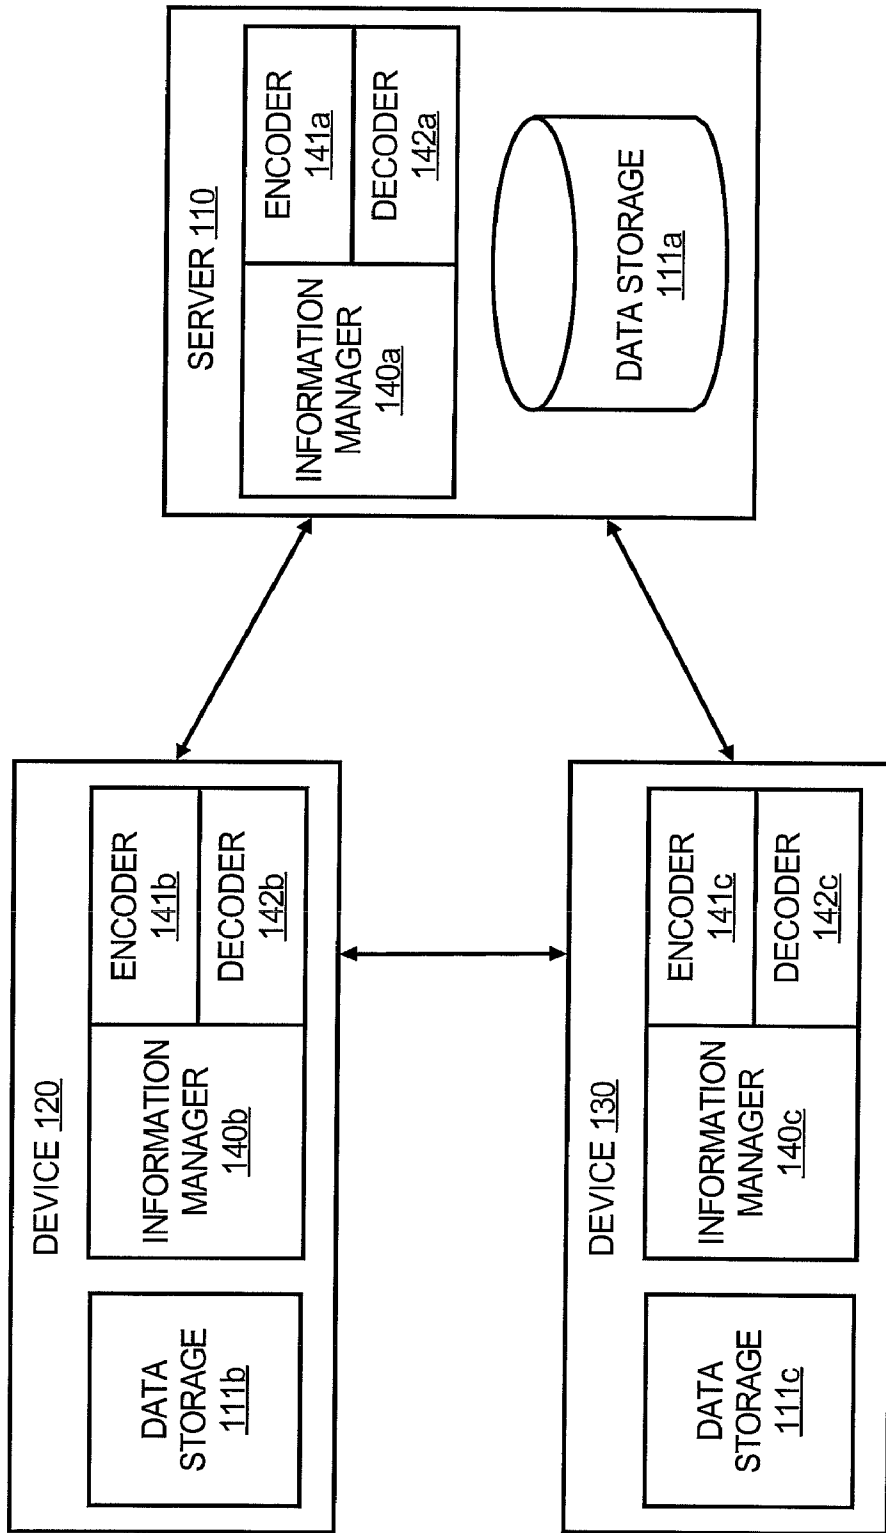 DEVICE 120
DATA
STORAGE
111b
INFORMATION
MANAGER
140b
ENCODER
141b
DECODER
142b
SERVER 110
INFORMATION
MANAGER
140a
ENCODER
141a
DECODER
142a
DATA STORAGE
111a
DEVICE 130
DATA
STORAGE
111c
INFORMATION
MANAGER
140c
ENCODER
141c
DECODER
142c